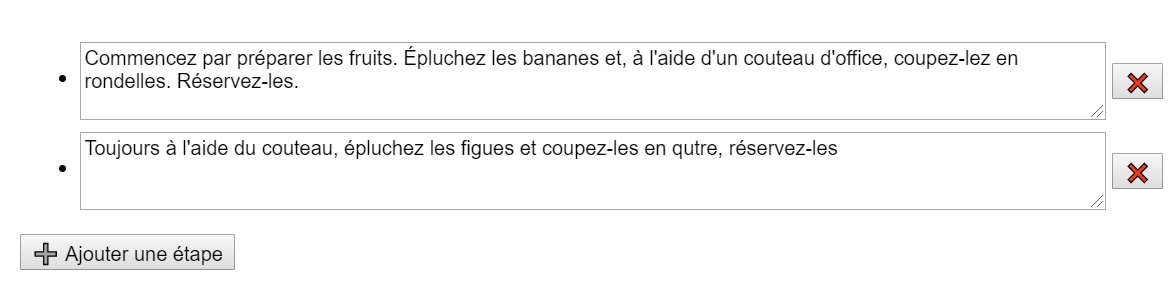 Commencez par préparer les fruits. Épluchez les bananes et, à l'aide d'un couteau d'office, coupez-lez en
rondelles. Réservez-les.
Toujours à l'aide du couteau, épluchez les figues et coupez-les en qutre, réservez-les
Ajouter une étape